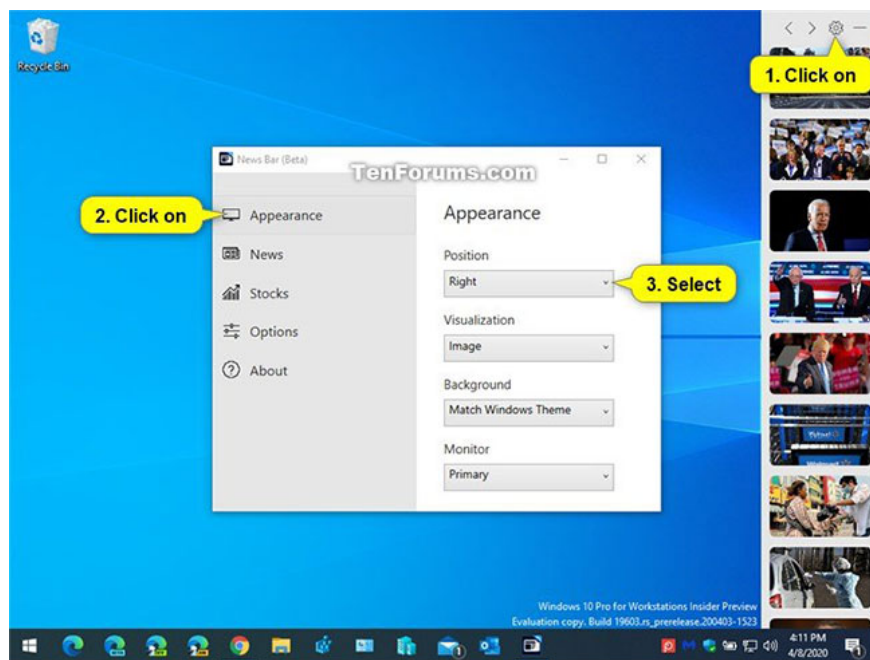 Recycle Bin
1. Click on
News Bar (Beta)
TenForums.com
2. Click on
Appearance
News
Stocks
Options
About
Appearance
Position
Right
3. Select
Visualization
Image
Background
Match Windows Theme
Monitor
Primary
Windows 10 Pro for Workstations Insider Preview
Evaluation copy. Build 19603.rs_prerelease.200403-1523
4:11 PM
4/8/2020